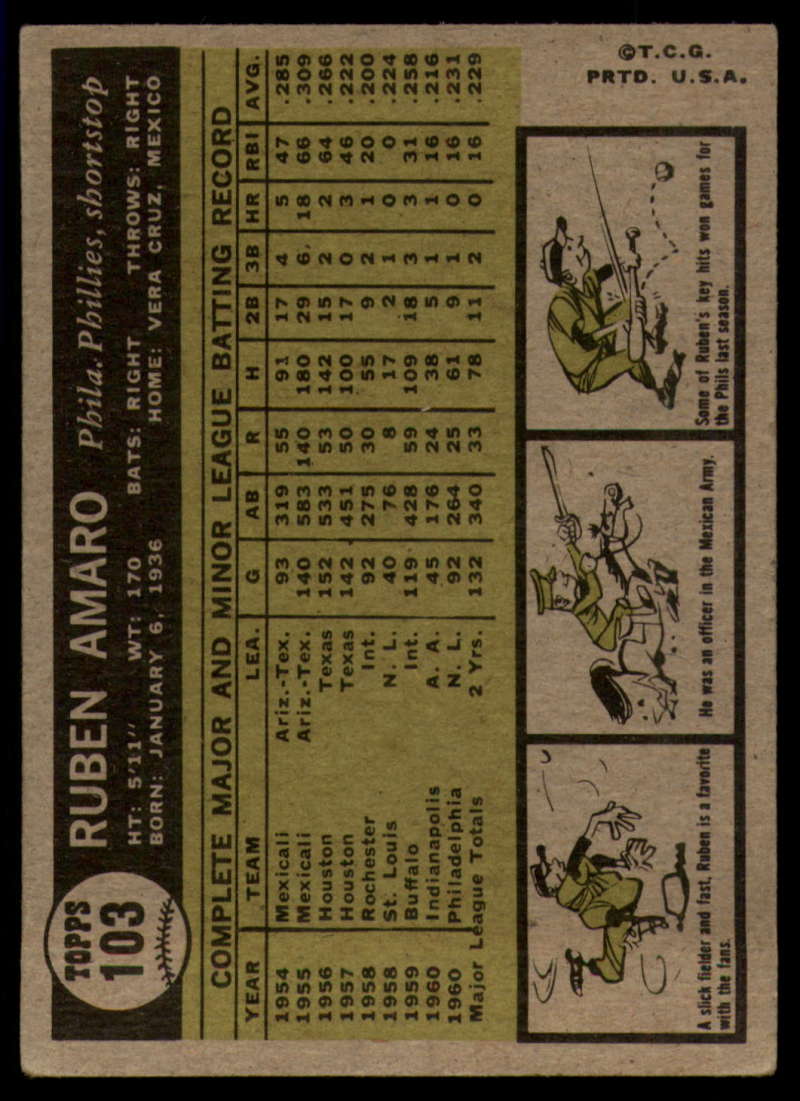 TOPPS
103
RUBEN AMARO Phila. Phillies, shortstop
HT: 5'11" WT: 170 BATS: RIGHT THROWS: RIGHT
BORN: JANUARY 6, 1936 HOME: VERA CRUZ, MEXICO
COMPLETE MAJOR AND MINOR LEAGUE BATTING RECORD
YEAR TEAM LEA. G AB R H 2B 3B HR RBI AVG.
1954 Mexicali Ariz.-Tex. 93 319 55 91 17 4 5 47 .285
1955 Mexicali Ariz.-Tex. 140 583 140 180 29 6 18 66 .309
1956 Houston Texas 152 533 53 142 15 2 2 64 .266
1957 Houston Texas 142 451 50 100 17 0 3 46 .222
1958 Rochester Int. 92 275 30 55 9 2 1 20 .200
1958 St. Louis N. L. 40 76 8 17 2 1 0 0 .224
1959 Buffalo Int. 119 428 59 109 18 3 3 31 .258
1960 Indianapolis A. A. 45 176 24 38 5 1 1 16 .216
1960 Philadelphia N. L. 92 264 25 61 9 1 0 16 .231
Major League Totals 2 Yrs. 132 340 33 78 11 2 0 16 .229
A slick fielder and fast, Ruben is a favorite
with the fans.
He was an officer in the Mexican Army.
Some of Ruben's key hits won games for
the Phils last season.
©T.C.G.
PRTD. U.S.A.